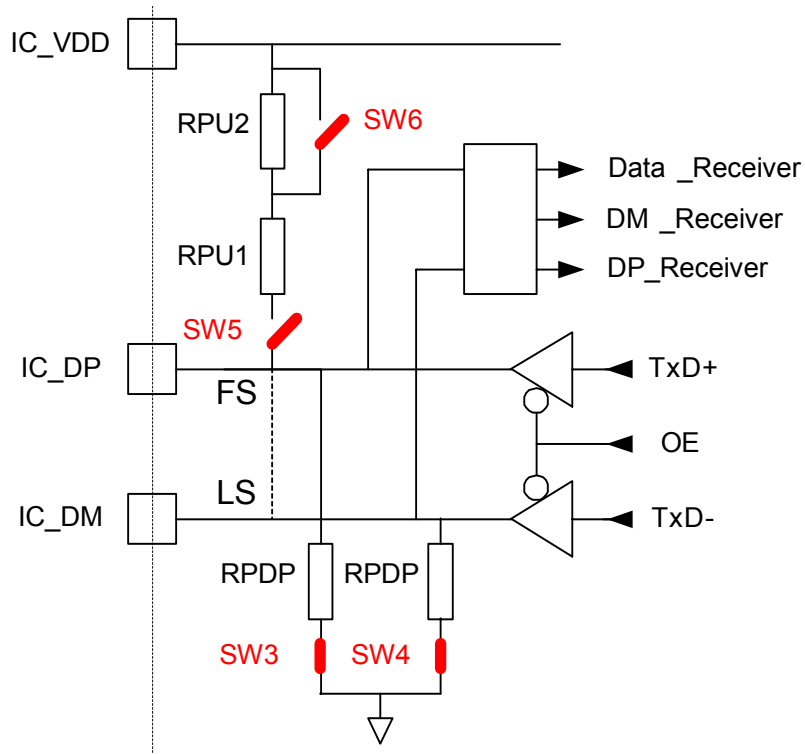 IC_VDD
RPU2
SW6
Data _Receiver
DM _Receiver
RPU1
DP_Receiver
SW5
IC_DP
TxD+
FS
OE
LS
IC_DM
TxD-
RPDP
RPDP
SW3
SW4